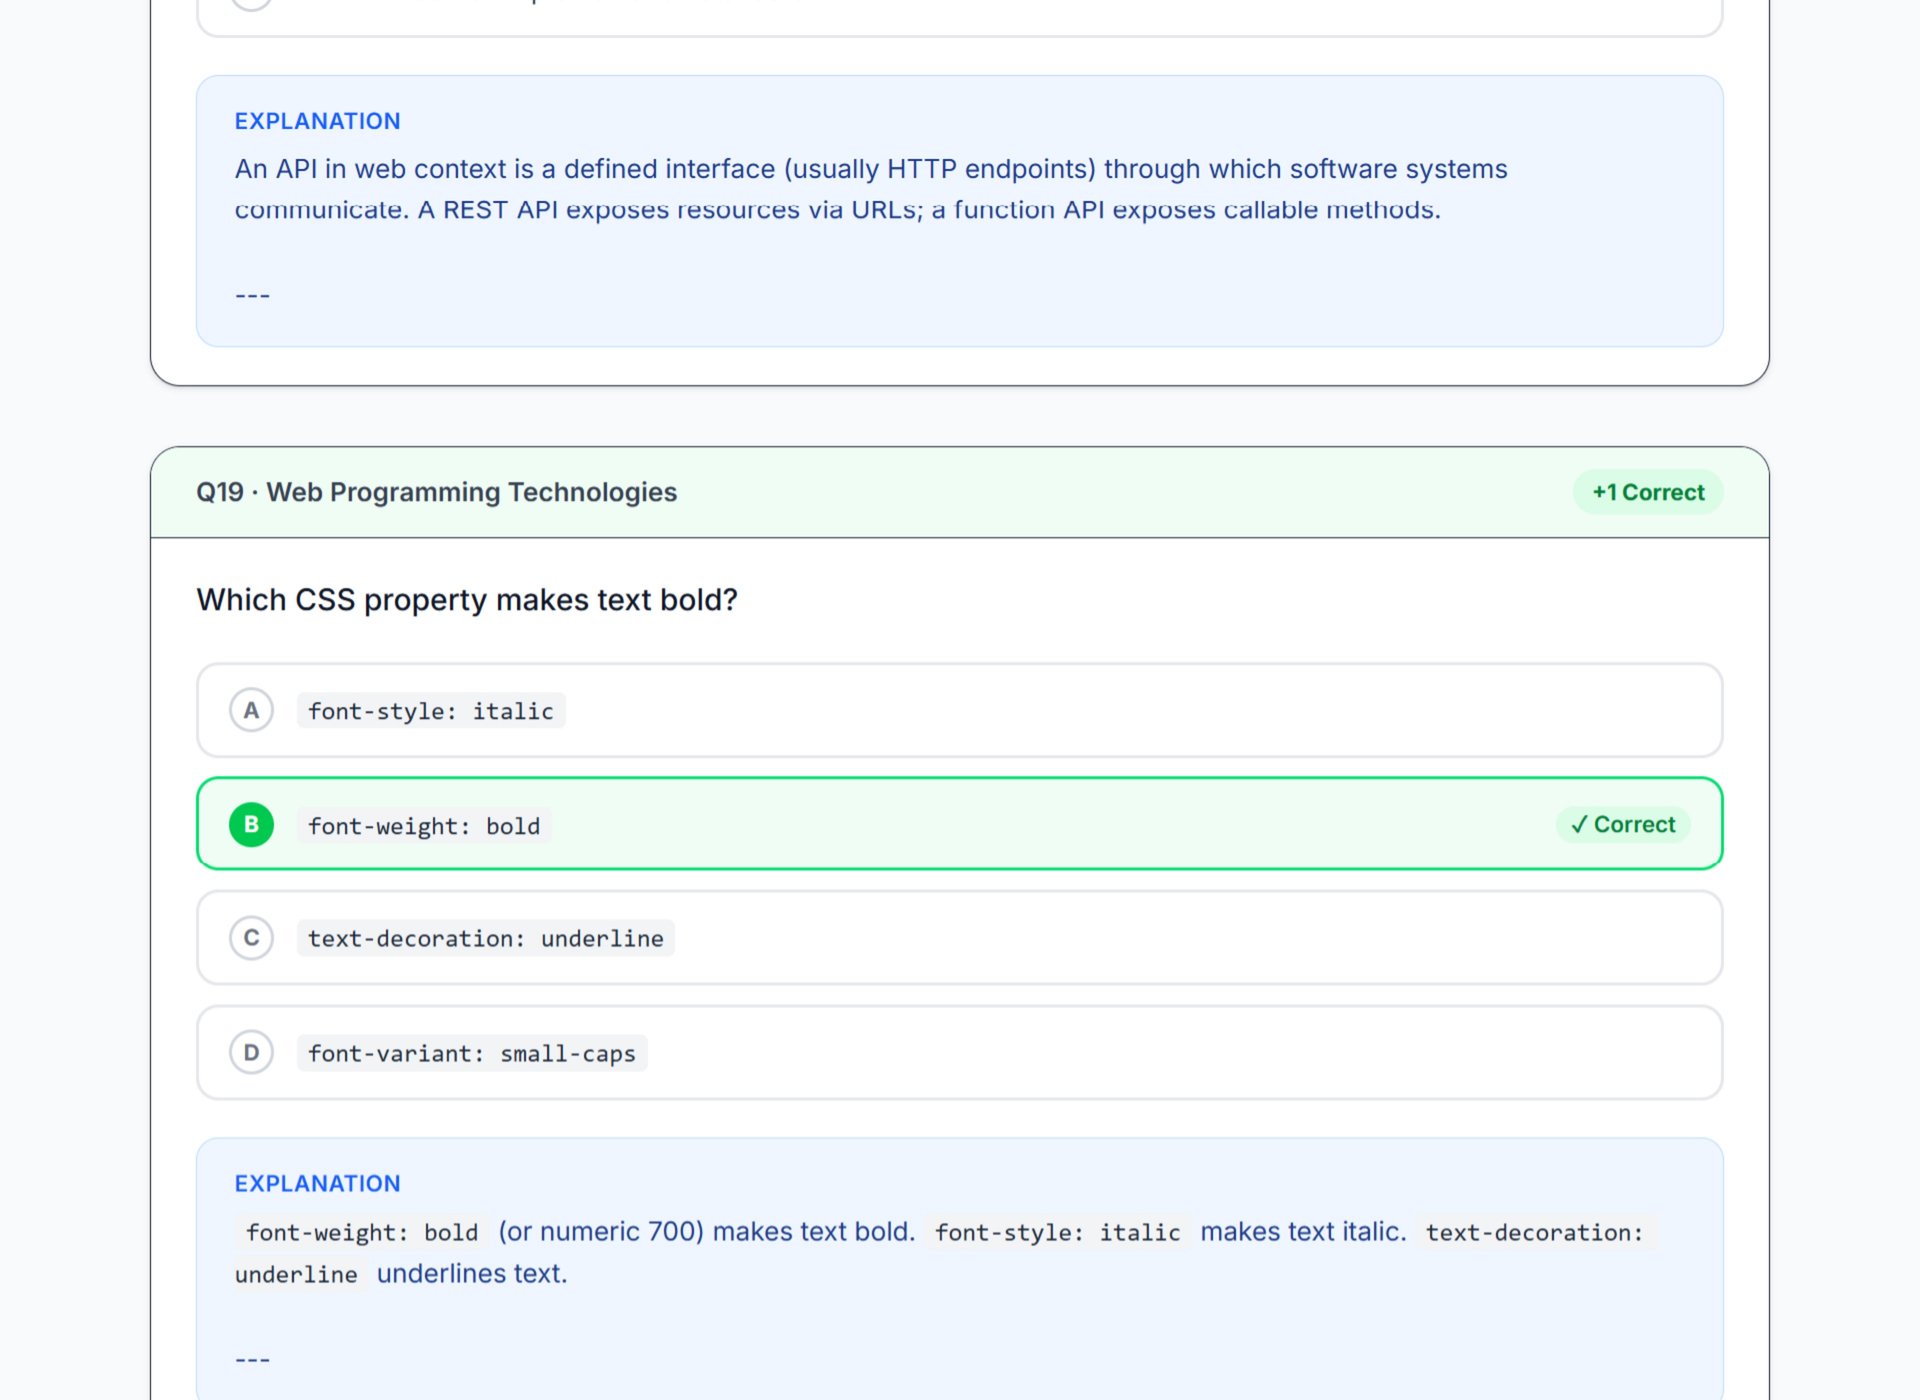 EXPLANATION
An API in web context is a defined interface (usually HTTP endpoints) through which software systems
communicate. A REST API exposes resources via URLs; a function API exposes callable methods.
---
Q19 · Web Programming Technologies
+1 Correct
Which CSS property makes text bold?
A font-style: italic
B font-weight: bold
✓ Correct
C text-decoration: underline
D font-variant: small-caps
EXPLANATION
font-weight: bold (or numeric 700) makes text bold. font-style: italic makes text italic. text-decoration:
underline underlines text.
---